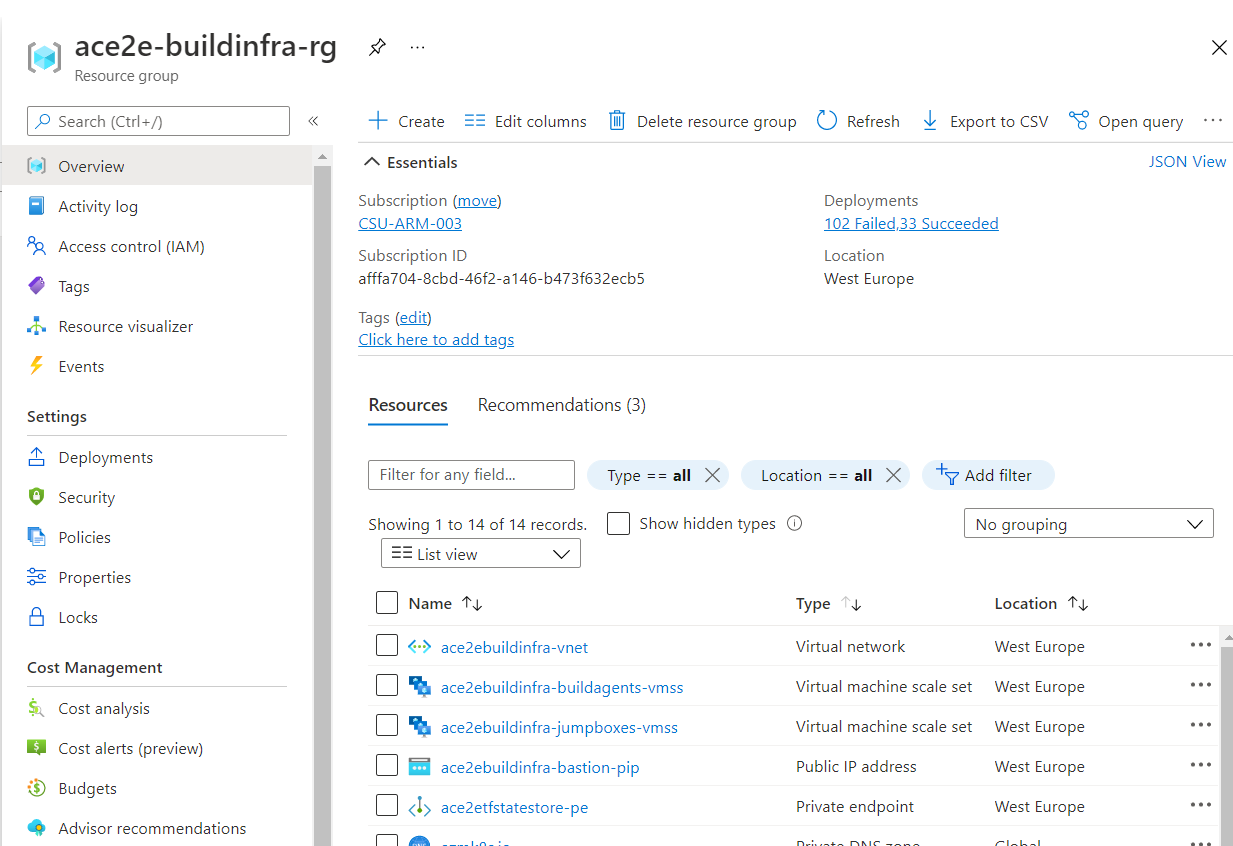 ace2e-buildinfra-rg
Resource group
Search (Ctrl+/)
Overview
Activity log
Access control (IAM)
Tags
Resource visualizer
Events
Settings
Deployments
Security
Policies
Properties
Locks
Cost Management
Cost analysis
Cost alerts (preview)
Budgets
Advisor recommendations
Create Edit columns Delete resource group Refresh Export to CSV Open query
Essentials JSON View
Subscription (move) Deployments
CSU-ARM-003 102 Failed,33 Succeeded
Subscription ID Location
afffa704-8cbd-46f2-a146-b473f632ecb5 West Europe
Tags (edit)
Click here to add tags
Resources Recommendations (3)
Filter for any field... Type == all Location == all Add filter
Showing 1 to 14 of 14 records. Show hidden types No grouping
List view
Name Type Location
ace2ebuildinfra-vnet Virtual network West Europe
ace2ebuildinfra-buildagents-vmss Virtual machine scale set West Europe
ace2ebuildinfra-jumpboxes-vmss Virtual machine scale set West Europe
ace2ebuildinfra-bastion-pip Public IP address West Europe
ace2etfstatestore-pe Private endpoint West Europe
Private DNS zone Global